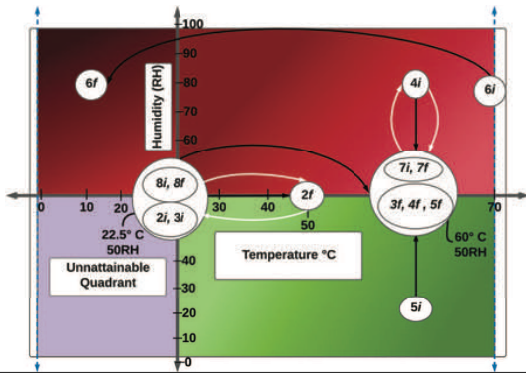 100
90
6f
80
4i
6i
Humidity (RH)
70
60
7i, 7f
8i, 8f
2f
3f, 4f , 5f
2i, 3i
0
10
20
30
40
50
70
22.5° C
50RH
60° C
50RH
Temperature °C
Unnattainable
Quadrant
40
30
5i
20
10
0